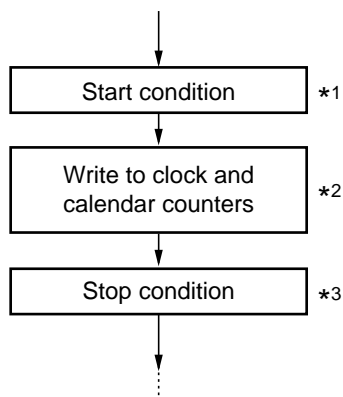 Start condition *1
Write to clock and
calendar counters *2
Stop condition *3